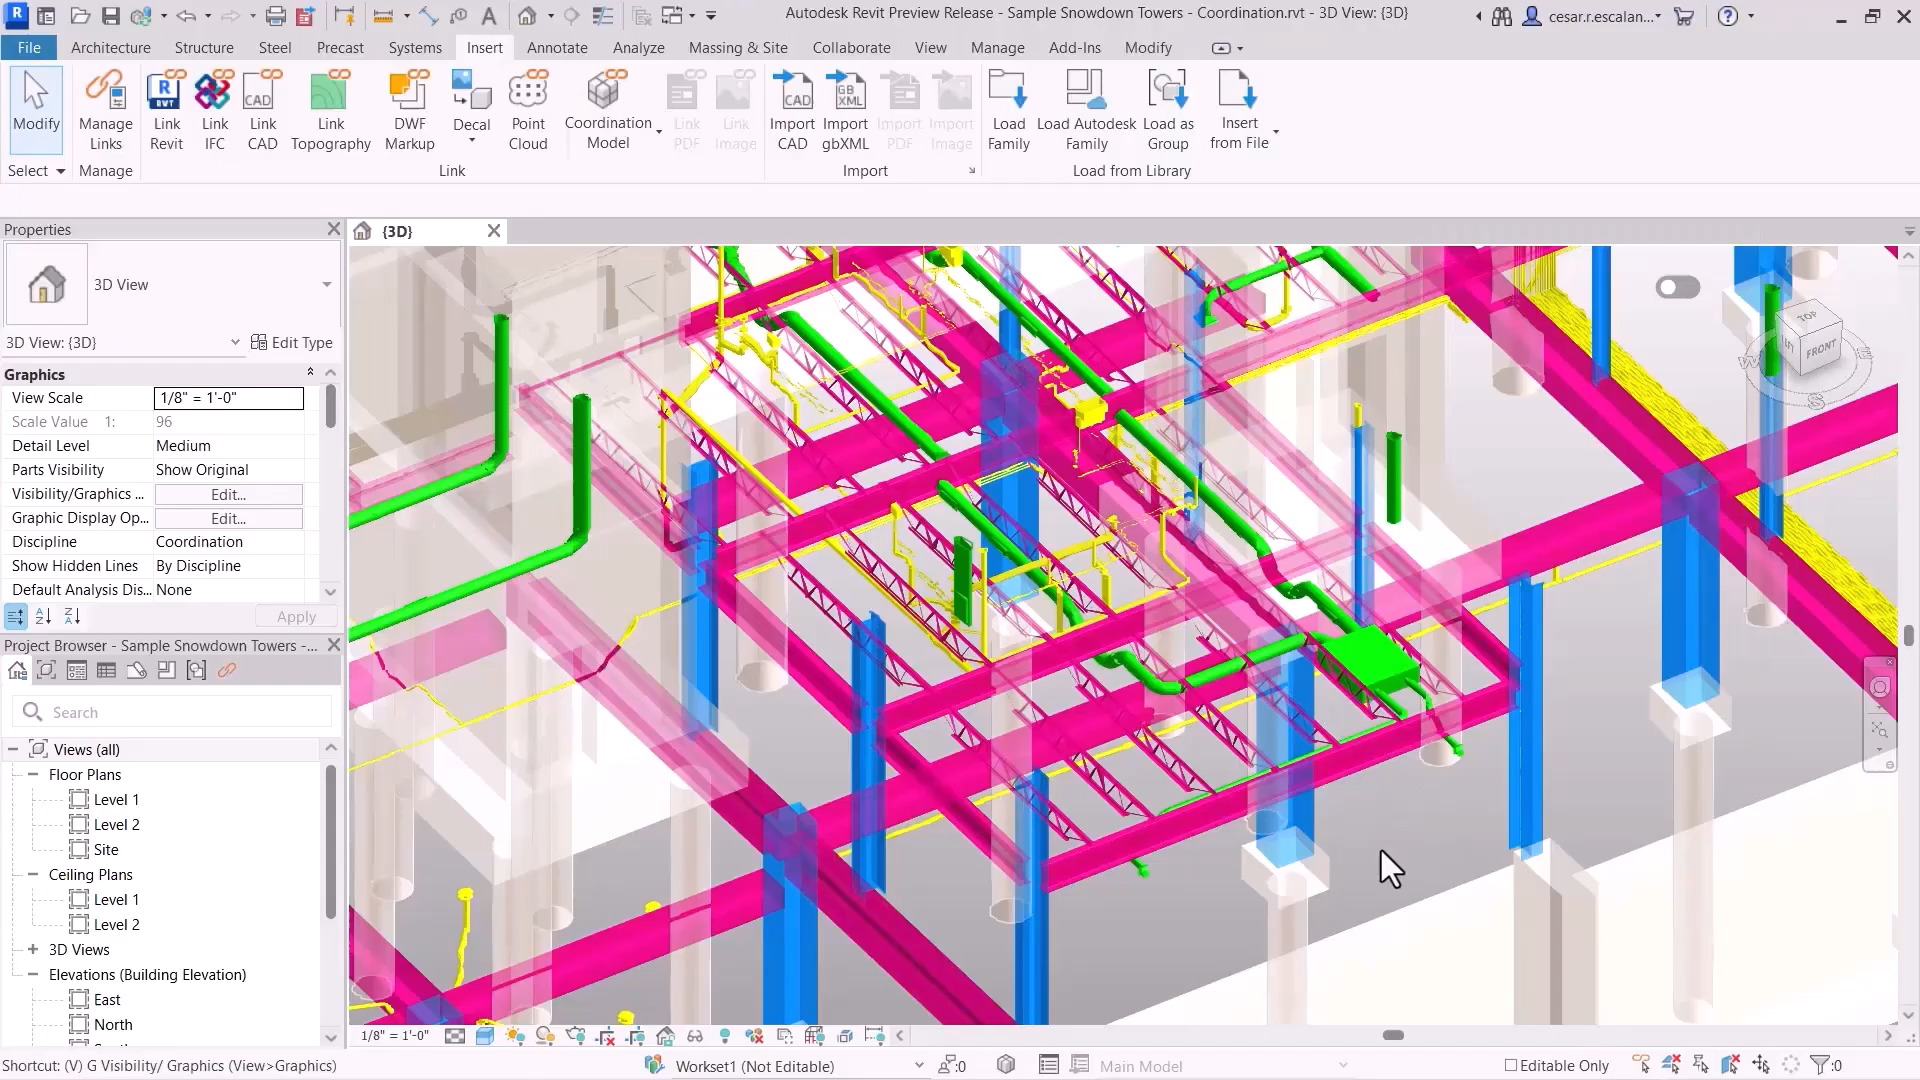 Autodesk Revit Preview Release - Sample Snowdown Towers - Coordination.rvt - 3D View: {3D}
cesar.r.escalan...
File Architecture Structure Steel Precast Systems Insert Annotate Analyze Massing & Site Collaborate View Manage Add-Ins Modify
Modify
Manage Links
Link Revit
Link IFC
Link CAD
Link Topography
DWF Markup
Decal
Point Cloud
Coordination Model
Link PDF
Link Image
Import CAD
Import gbXML
Import PDF
Import Image
Load Family
Load Autodesk Family
Load as Group
Insert from File
Select Manage Link Import Load from Library
Properties
{3D}
3D View
3D View: {3D} Edit Type
Graphics
View Scale 1/8" = 1'-0"
Scale Value 1: 96
Detail Level Medium
Parts Visibility Show Original
Visibility/Graphics ... Edit...
Graphic Display Op... Edit...
Discipline Coordination
Show Hidden Lines By Discipline
Default Analysis Dis... None
Apply
Project Browser - Sample Snowdown Towers -...
Search
Views (all)
Floor Plans
Level 1
Level 2
Site
Ceiling Plans
Level 1
Level 2
3D Views
Elevations (Building Elevation)
East
North
TOP
FRONT
W
S
1/8" = 1'-0"
Shortcut: (V) G Visibility/ Graphics (View>Graphics)
Workset1 (Not Editable)
:0
Main Model
Editable Only
:0